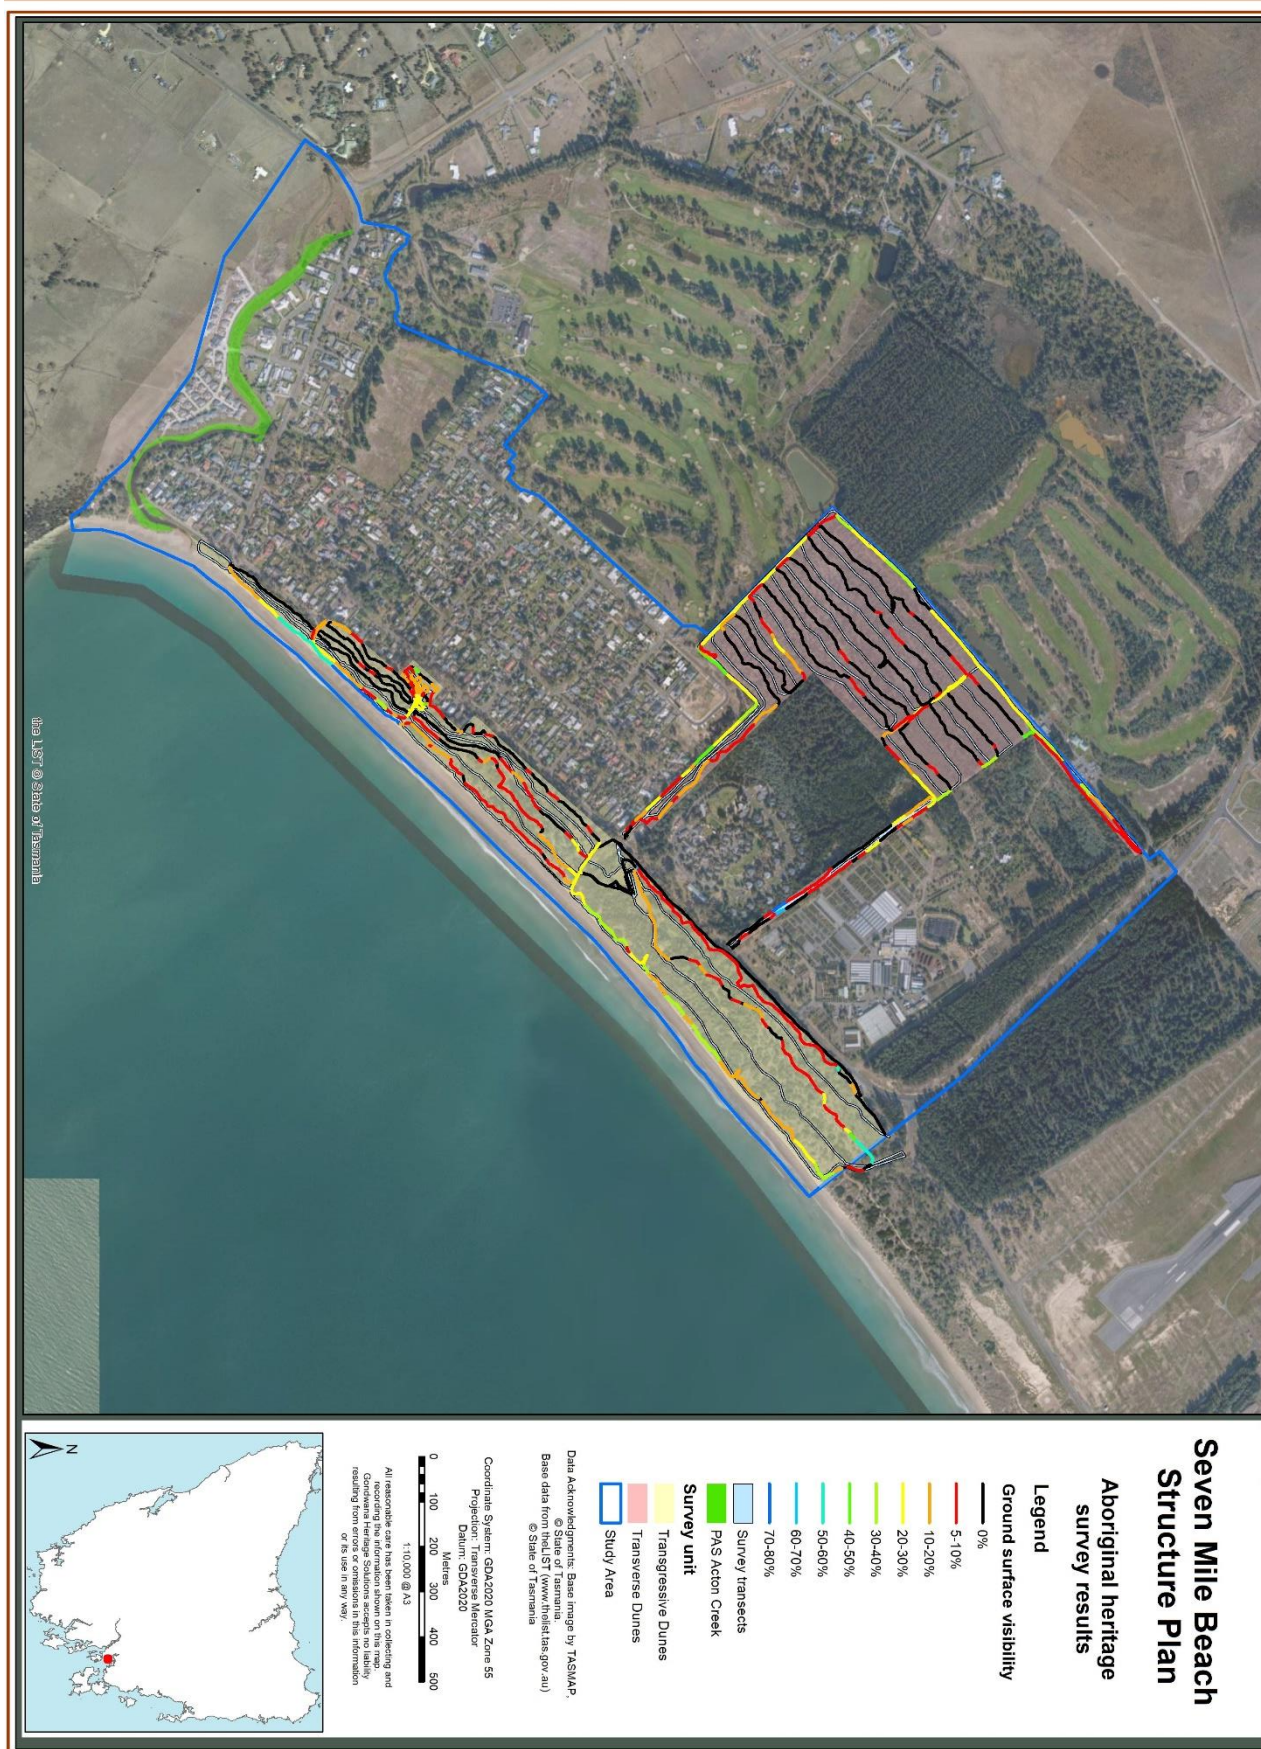 Seven Mile Beach
Structure Plan
Aboriginal heritage
survey results
Legend
Ground surface visibility
0%
5-10%
10-20%
20-30%
30-40%
40-50%
50-60%
60-70%
70-80%
Survey transects
PAS Acton Creek
Survey unit
Transgressive Dunes
Transverse Dunes
Study Area
Data Acknowledgments: Base image by TASMAP,
© State of Tasmania.
Base data from theLIST (www.thelist.tas.gov.au)
© State of Tasmania
Coordinate System: GDA2020 MGA Zone 55
Projection: Transverse Mercator
Datum: GDA2020
0 100 200 300 400 500
Metres
1:10,000 @ A3
All reasonable care has been taken in collecting and
recording the information shown on this map.
Gondwana Heritage Solutions accepts no liability
resulting from errors or omissions in this information
or its use in any way.
N
the LIST © State of Tasmania